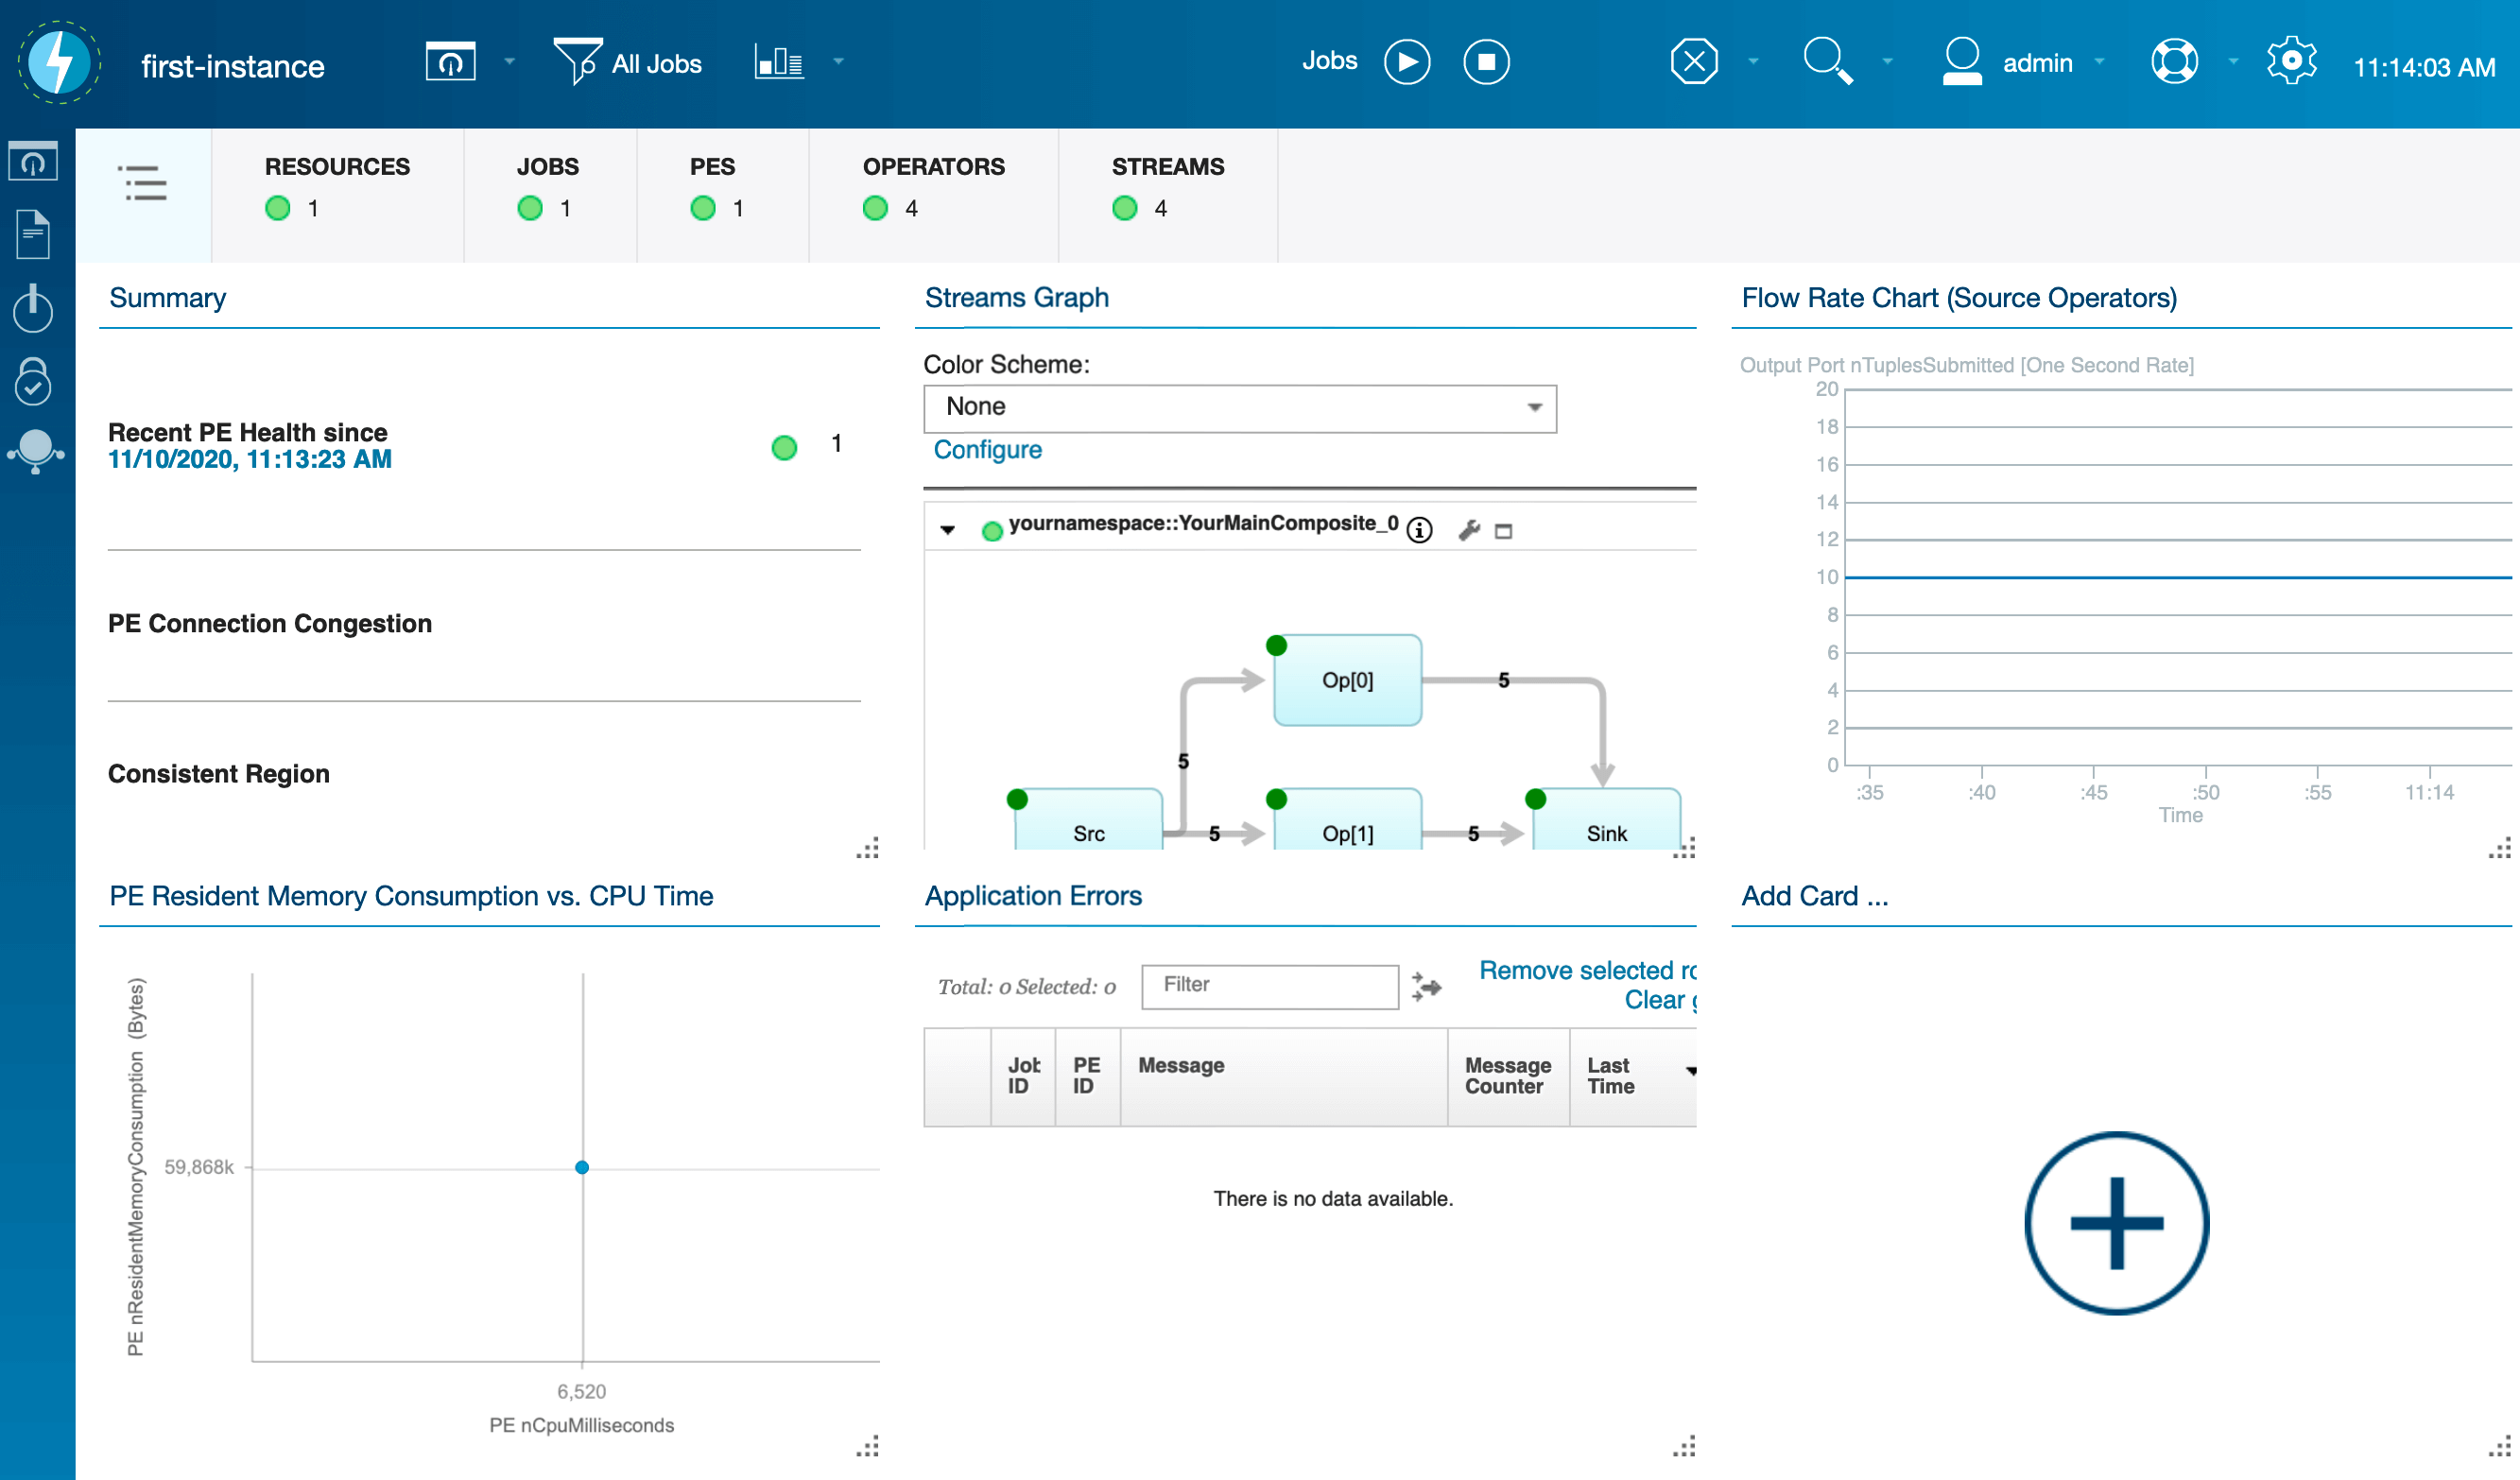 first-instance
All Jobs
Jobs
admin
11:14:03 AM
RESOURCES
1
JOBS
1
PES
1
OPERATORS
4
STREAMS
4
Summary
Recent PE Health since
11/10/2020, 11:13:23 AM
1
PE Connection Congestion
Consistent Region
Streams Graph
Color Scheme:
None
Configure
yournamespace::YourMainComposite_0
Op[0]
5
5
Src
5
Op[1]
5
Sink
Flow Rate Chart (Source Operators)
Output Port nTuplesSubmitted [One Second Rate]
20
18
16
14
12
10
8
6
4
2
0
:35
:40
:45
:50
:55
11:14
Time
PE Resident Memory Consumption vs. CPU Time
PE nResidentMemoryConsumption (Bytes)
59,868k
6,520
PE nCpuMilliseconds
Application Errors
Total: 0 Selected: 0
Filter
Remove selected
Clear
Job ID
PE ID
Message
Message Counter
Last Time
There is no data available.
Add Card ...